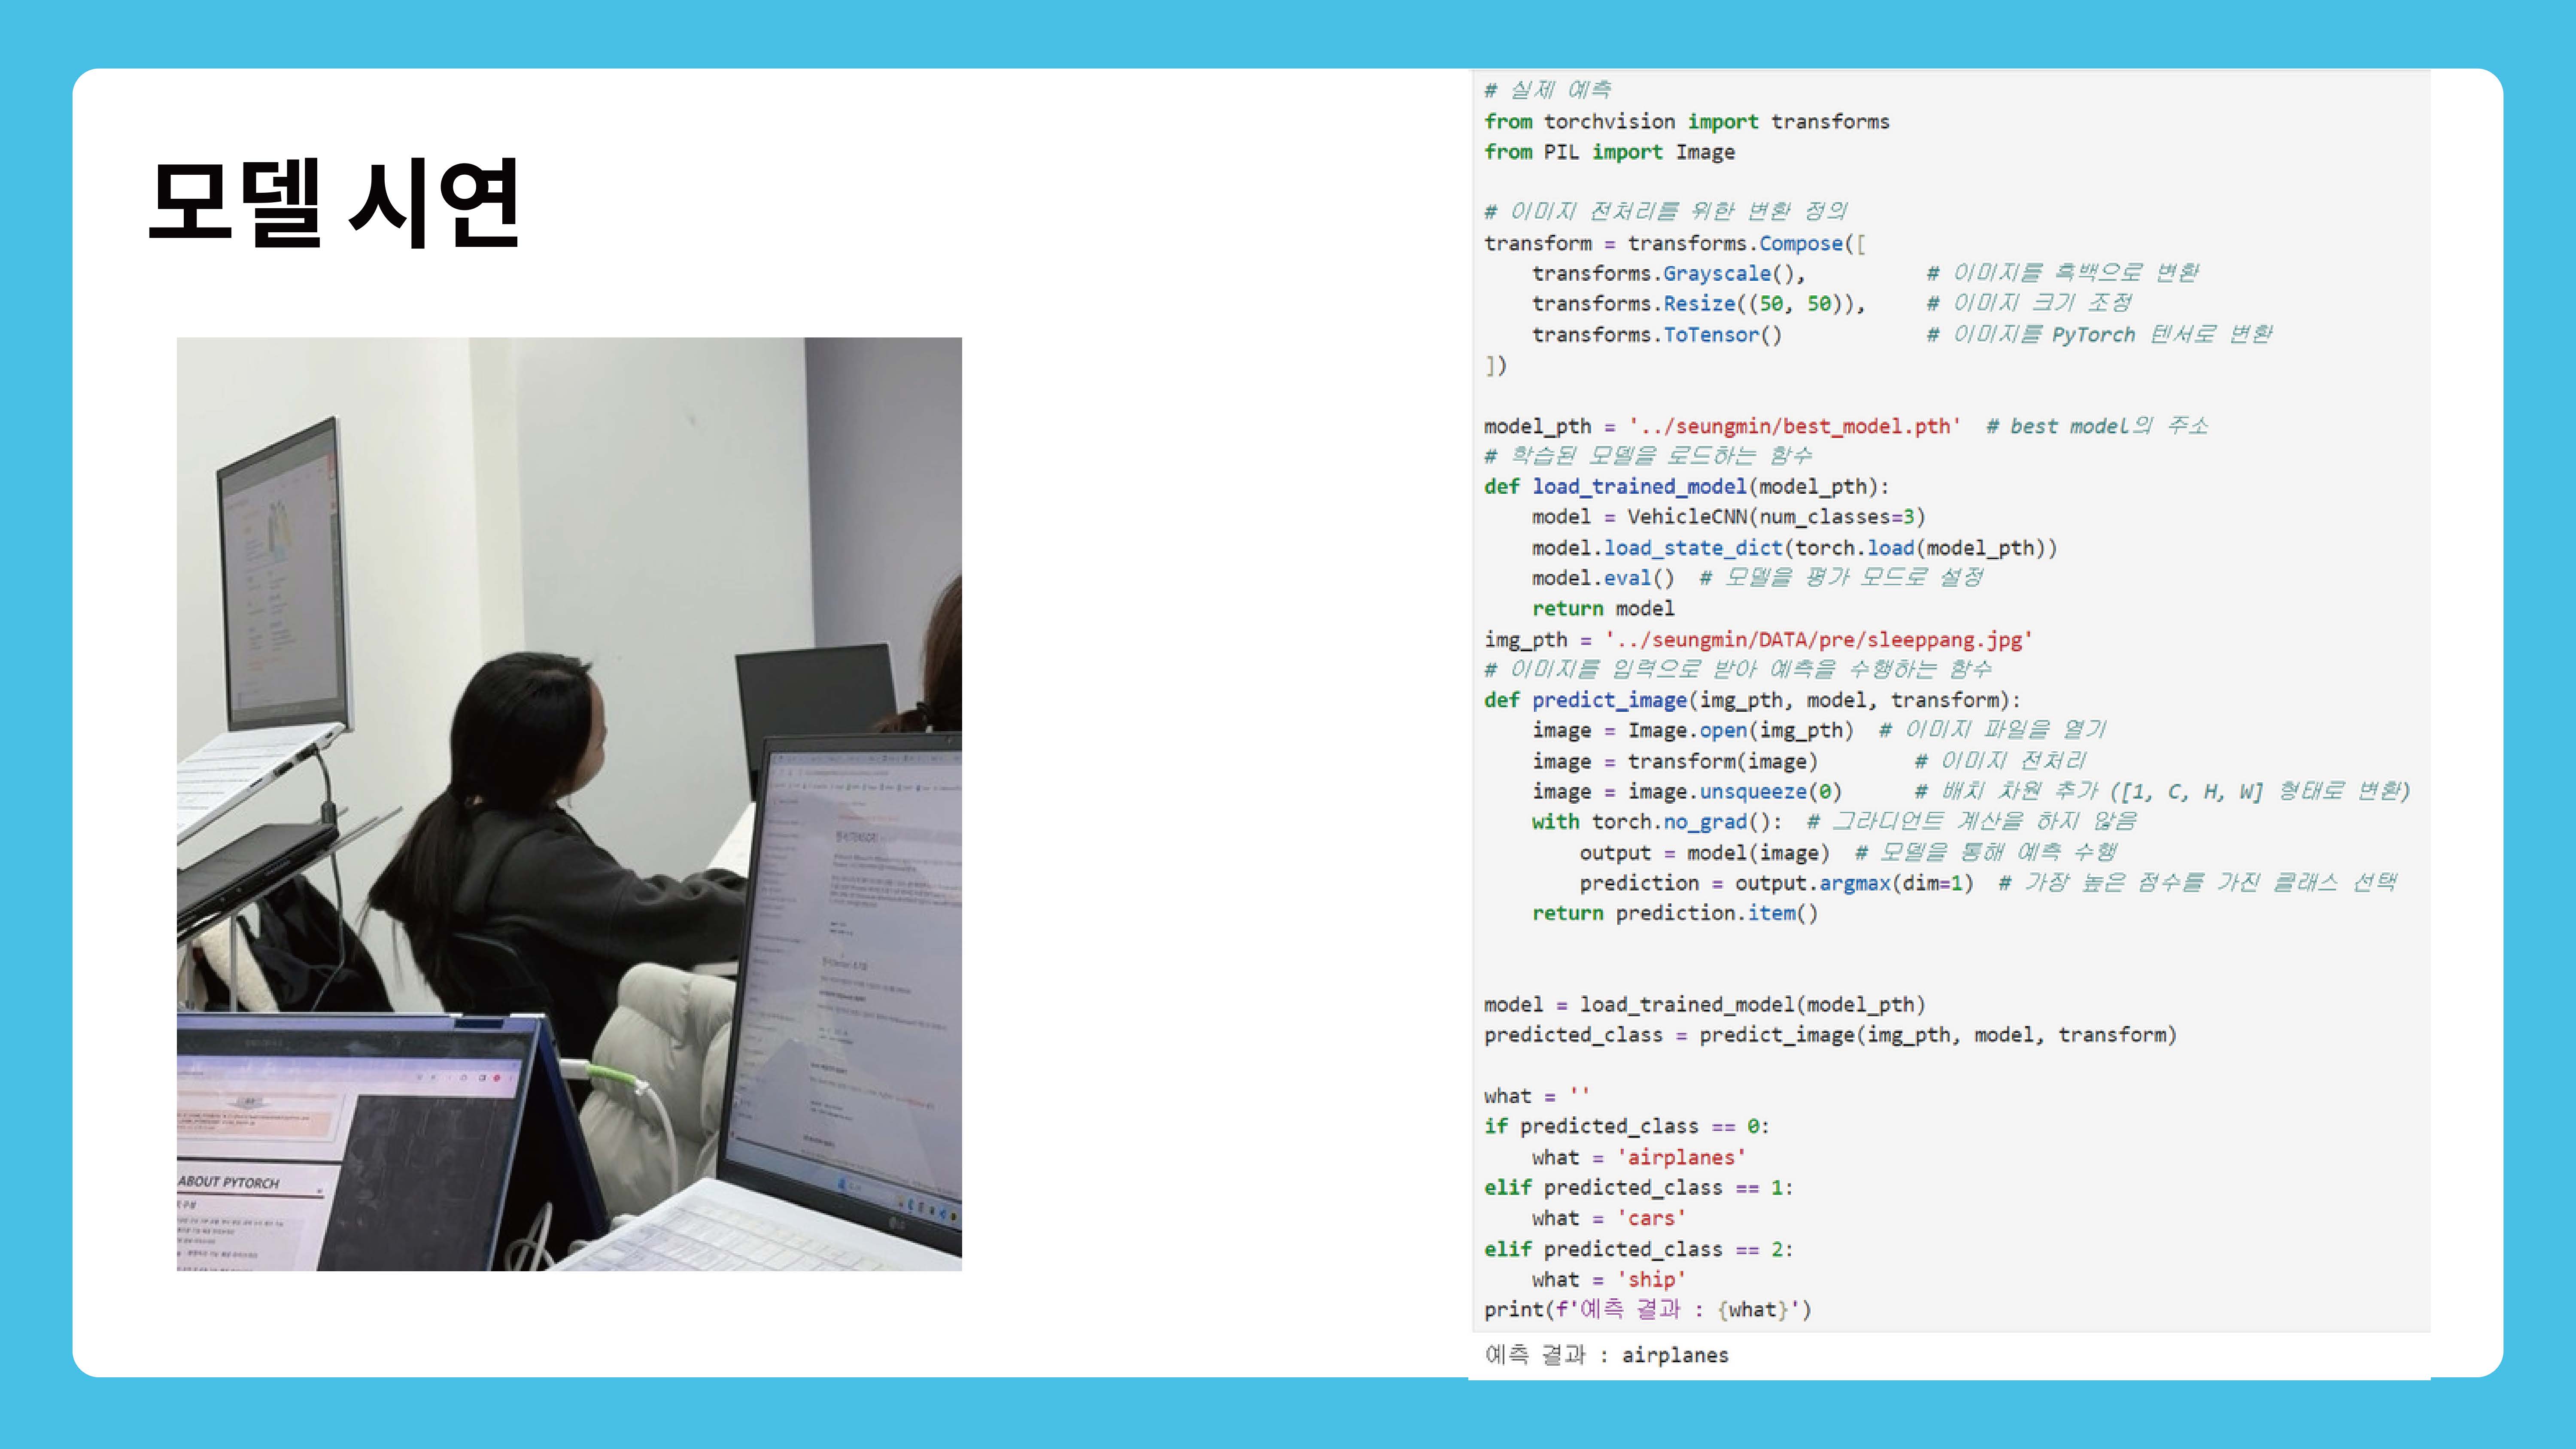 모델 시연
ABOUT PYTORCH
# 실제 예측
from torchvision import transforms
from PIL import Image
# 이미지 전처리를 위한 변환 정의
transform = transforms.Compose([
    transforms.Grayscale(),          # 이미지를 흑백으로 변환
    transforms.Resize((50, 50)),     # 이미지 크기 조정
    transforms.ToTensor()            # 이미지를 PyTorch 텐서로 변환
])
model_pth = '../seungmin/best_model.pth'  # best model의 주소
# 학습된 모델을 로드하는 함수
def load_trained_model(model_pth):
    model = VehicleCNN(num_classes=3)
    model.load_state_dict(torch.load(model_pth))
    model.eval()  # 모델을 평가 모드로 설정
    return model
img_pth = '../seungmin/DATA/pre/sleeppang.jpg'
# 이미지를 입력으로 받아 예측을 수행하는 함수
def predict_image(img_pth, model, transform):
    image = Image.open(img_pth)  # 이미지 파일을 열기
    image = transform(image)        # 이미지 전처리
    image = image.unsqueeze(0)      # 배치 차원 추가 ([1, C, H, W] 형태로 변환)
    with torch.no_grad():  # 그라디언트 계산을 하지 않음
        output = model(image)  # 모델을 통해 예측 수행
        prediction = output.argmax(dim=1)  # 가장 높은 점수를 가진 클래스 선택
    return prediction.item()
model = load_trained_model(model_pth)
predicted_class = predict_image(img_pth, model, transform)
what = ''
if predicted_class == 0:
    what = 'airplanes'
elif predicted_class == 1:
    what = 'cars'
elif predicted_class == 2:
    what = 'ship'
print(f'예측 결과 : {what}')
예측 결과 : airplanes